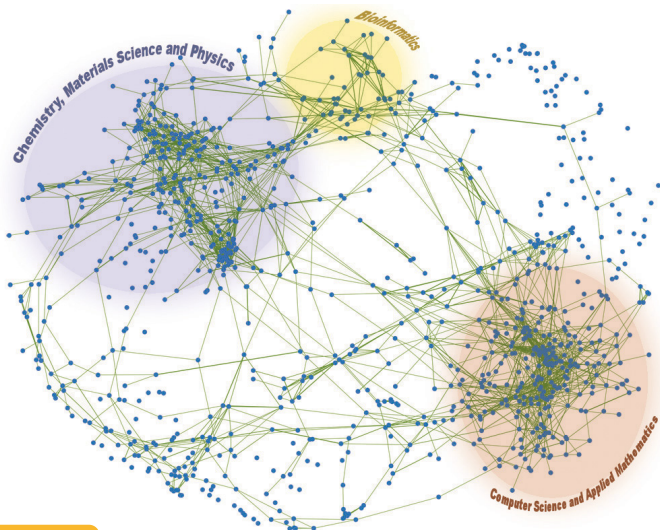 Bioinformatics
Chemistry, Materials Science and Physics
Computer Science and Applied Mathematics